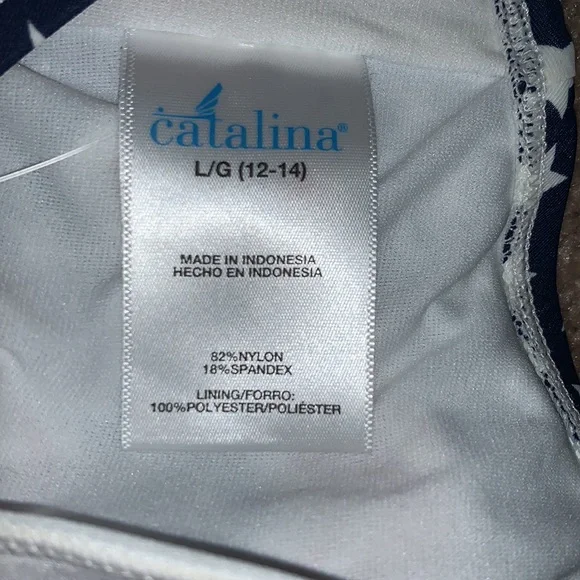 catalina®
L/G (12-14)
MADE IN INDONESIA
HECHO EN INDONESIA
82%NYLON
18%SPANDEX
LINING/FORRO:
100%POLYESTER/POLIÉSTER